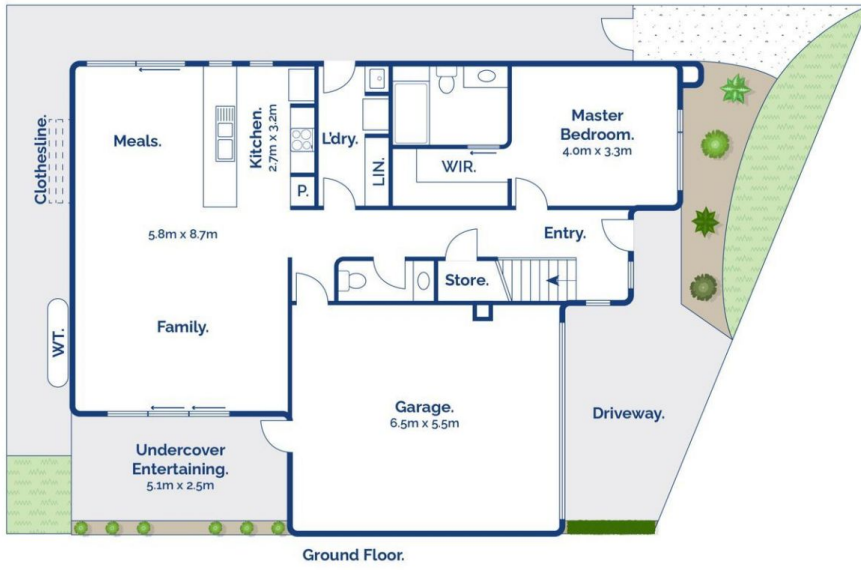 Clothesline.
Meals.
Kitchen.
2.7m x 3.2m
P.
L'dry.
LIN.
WIR.
Master
Bedroom.
4.0m x 3.3m
5.8m x 8.7m
Entry.
Store.
WT.
Family.
Garage.
6.5m x 5.5m
Driveway.
Undercover
Entertaining.
5.1m x 2.5m
Ground Floor.